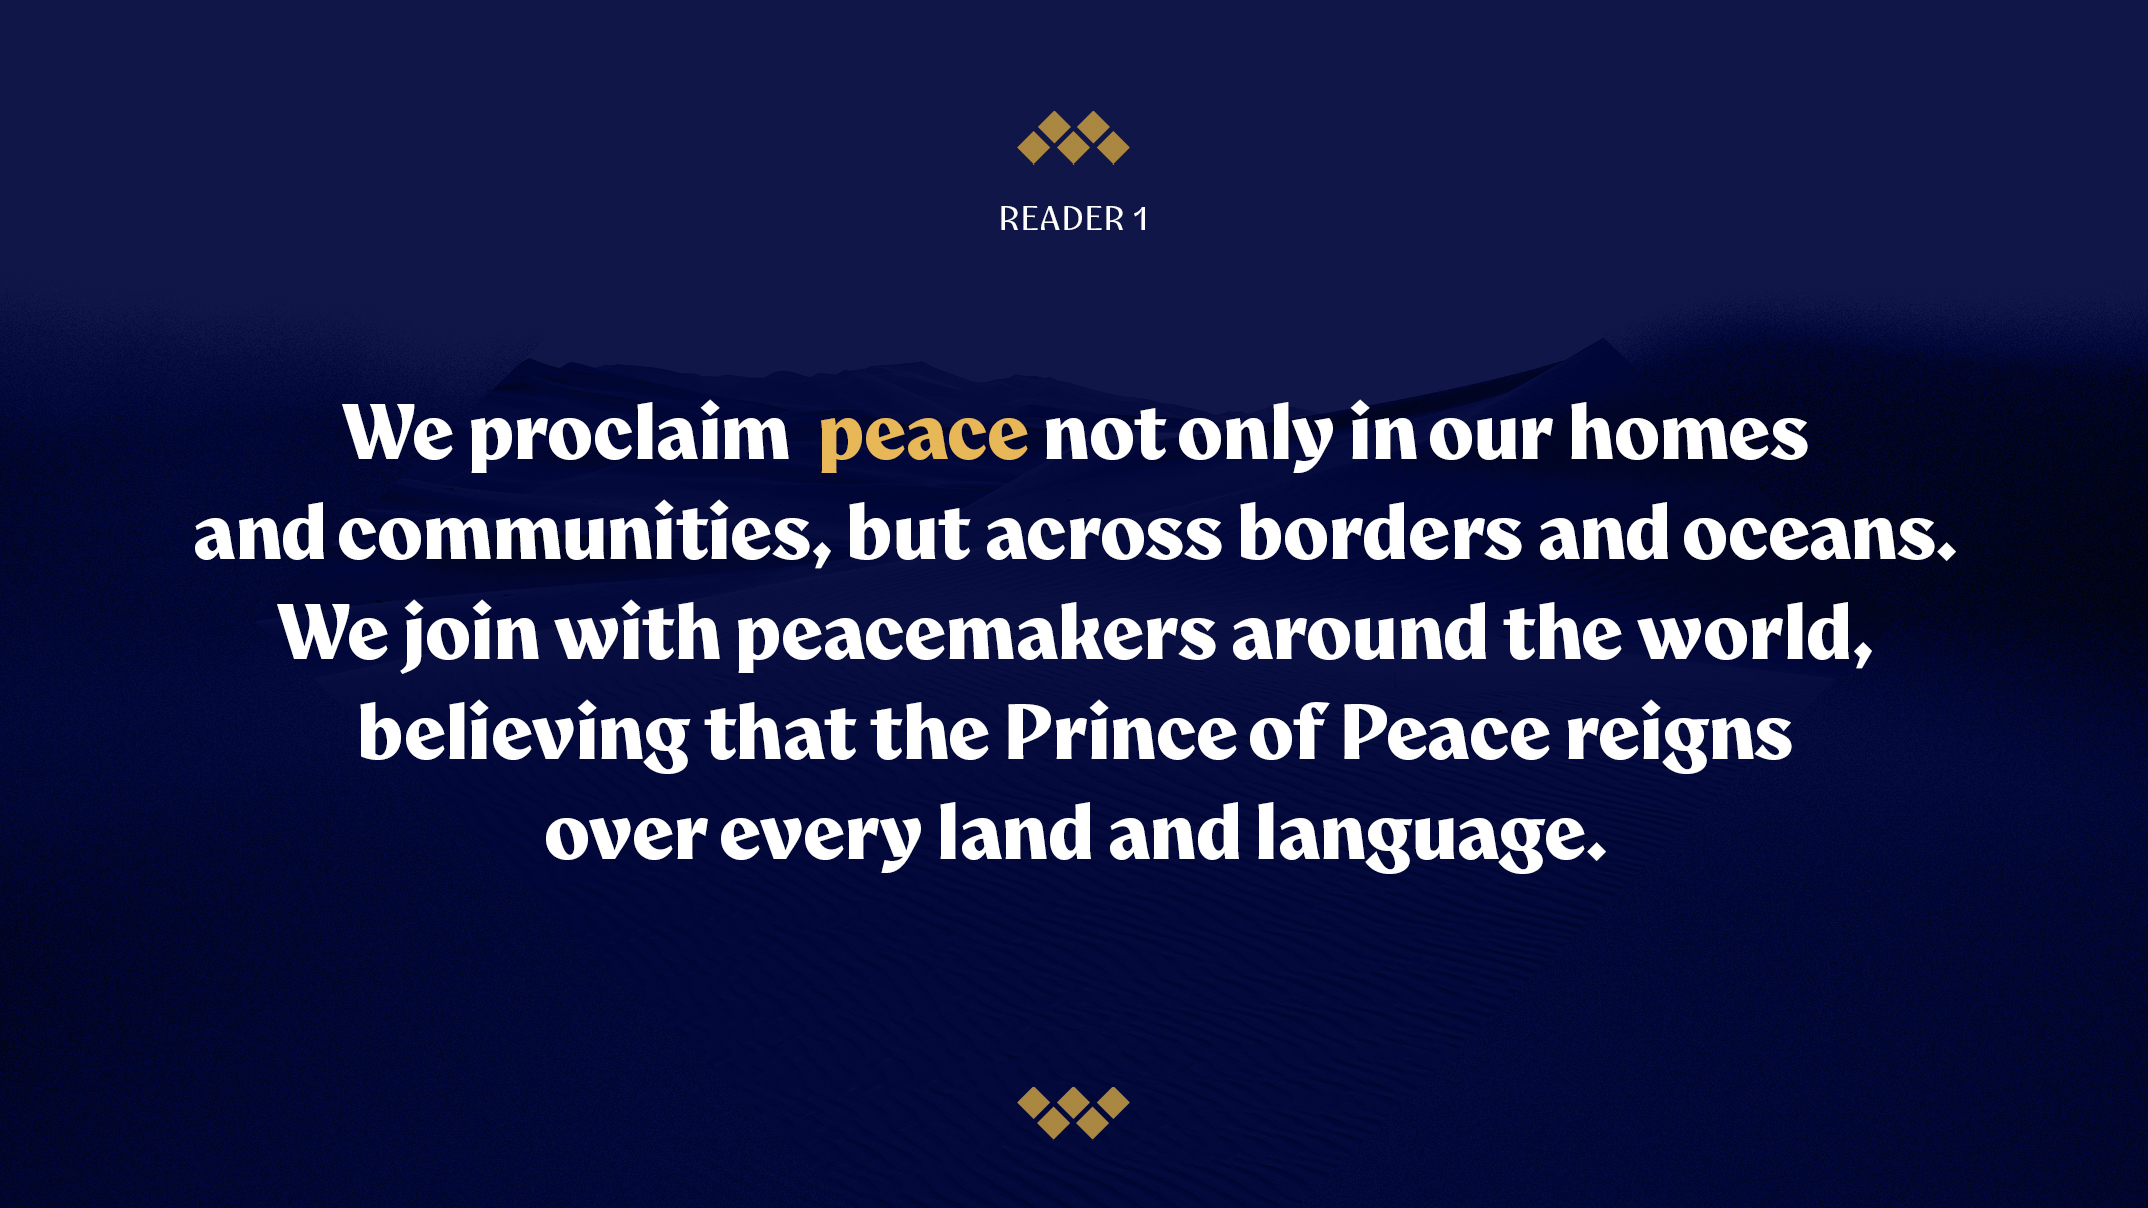 READER 1
We proclaim peace not only in our homes
and communities, but across borders and oceans.
We join with peacemakers around the world,
believing that the Prince of Peace reigns
over every land and language.